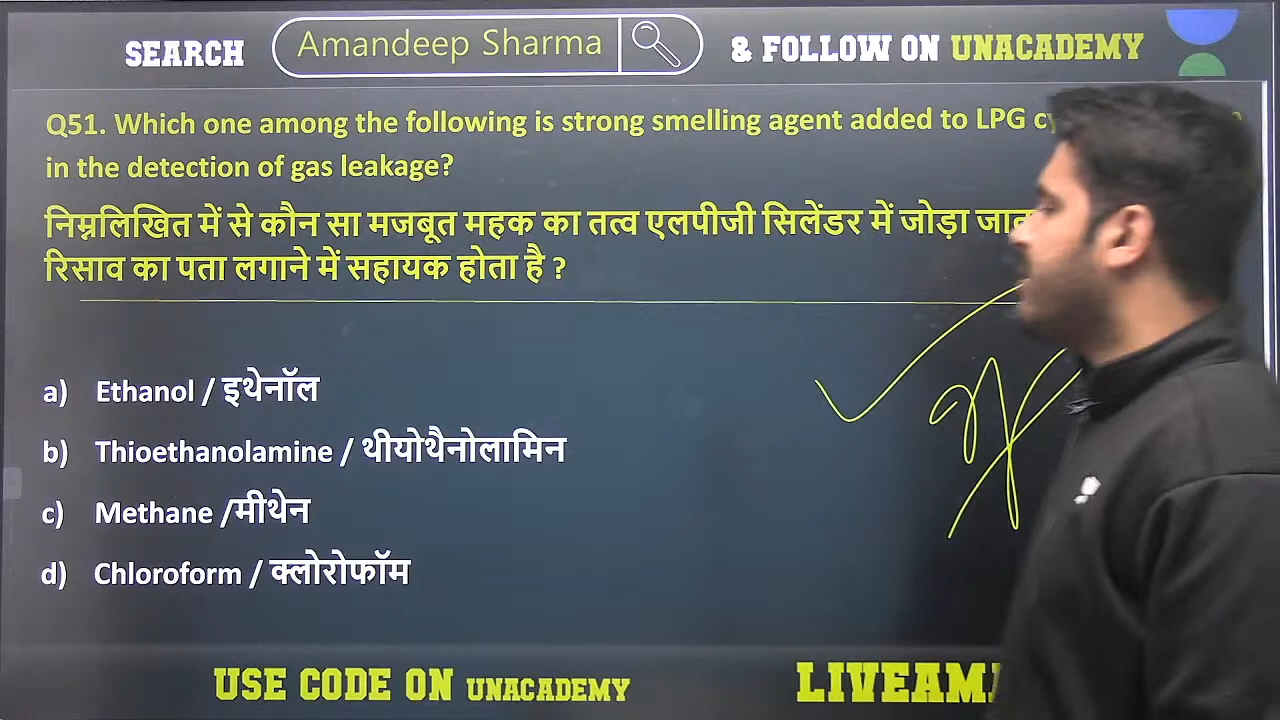 SEARCH Amandeep Sharma & FOLLOW ON UNACADEMY
Q51. Which one among the following is strong smelling agent added to LPG
in the detection of gas leakage?
निम्नलिखित में से कौन सा मजबूत महक का तत्व एलपीजी सिलेंडर में जोड़ा
रिसाव का पता लगाने में सहायक होता है ?
a) Ethanol / इथेनॉल
b) Thioethanolamine / थीयोथैनोलामिन
c) Methane /मीथेन
d) Chloroform / क्लोरोफॉम
USE CODE ON UNACADEMY